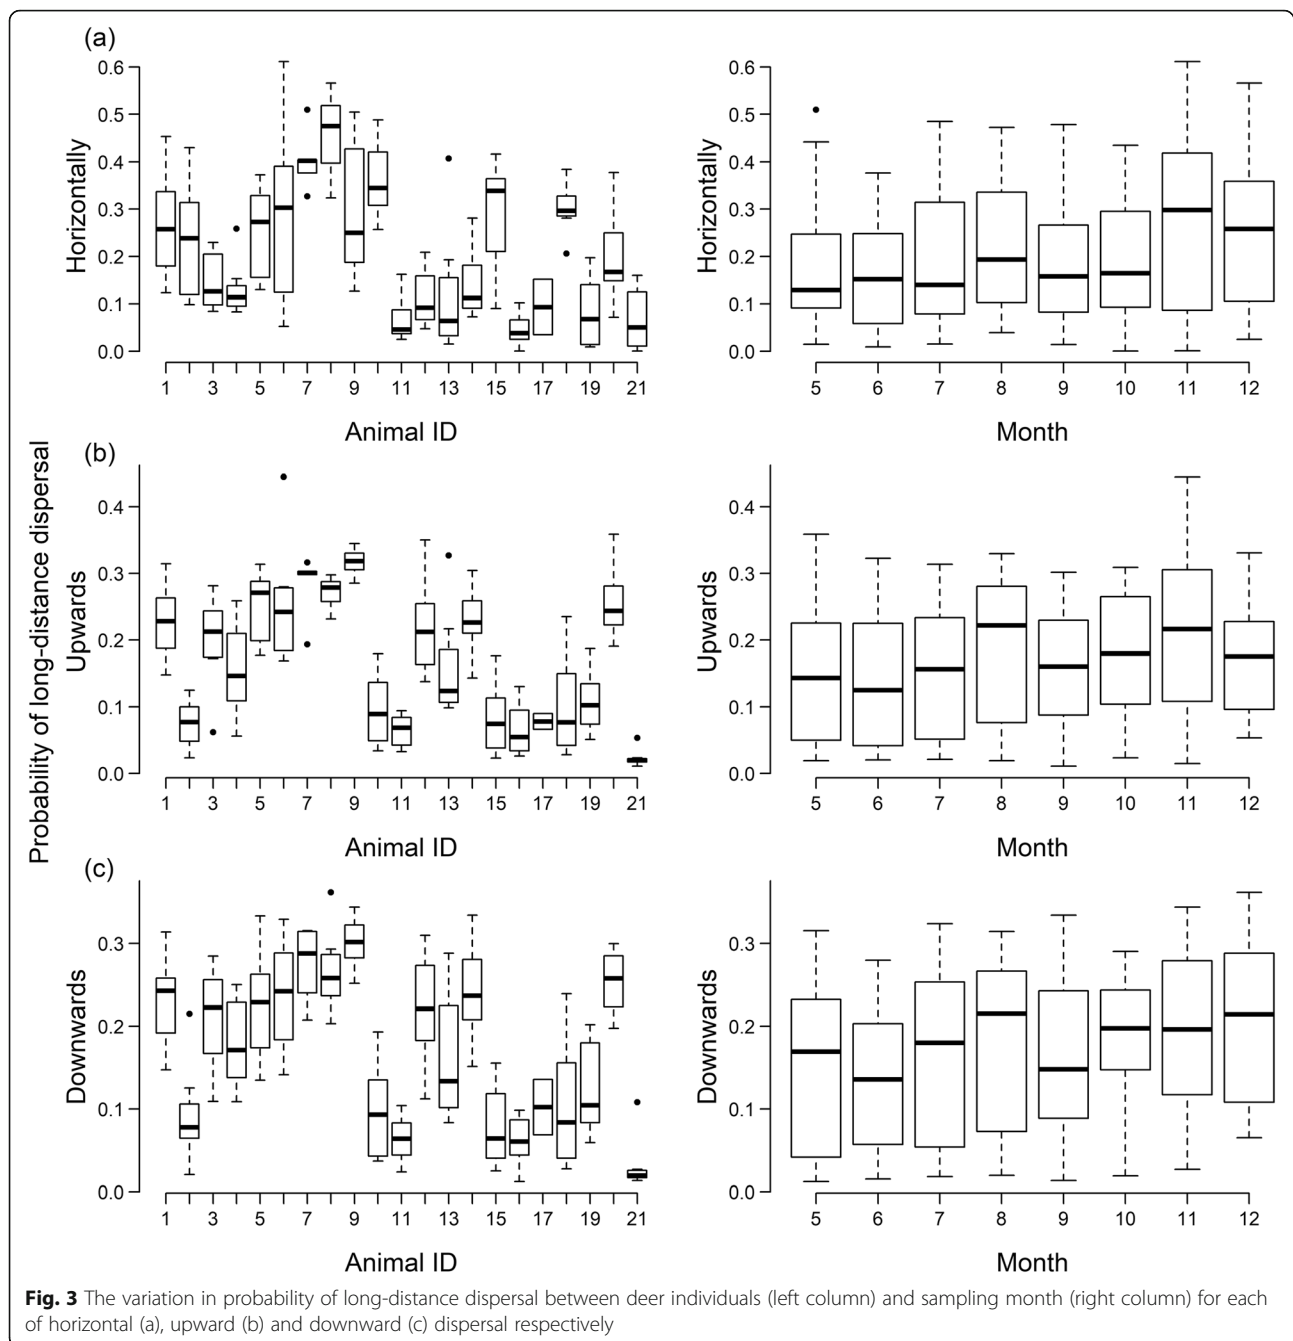 (a)
Horizontally
0.6
0.5
0.4
0.3
0.2
0.1
0.0
1 3 5 7 9 11 13 15 17 19 21
Animal ID
Horizontally
0.6
0.5
0.4
0.3
0.2
0.1
0.0
5 6 7 8 9 10 11 12
Month
Probability of long-distance dispersal
(b)
Upwards
0.4
0.3
0.2
0.1
0.0
1 3 5 7 9 11 13 15 17 19 21
Animal ID
Upwards
0.4
0.3
0.2
0.1
0.0
5 6 7 8 9 10 11 12
Month
(c)
Downwards
0.3
0.2
0.1
0.0
1 3 5 7 9 11 13 15 17 19 21
Animal ID
Downwards
0.3
0.2
0.1
0.0
5 6 7 8 9 10 11 12
Month
Fig. 3 The variation in probability of long-distance dispersal between deer individuals (left column) and sampling month (right column) for each
of horizontal (a), upward (b) and downward (c) dispersal respectively